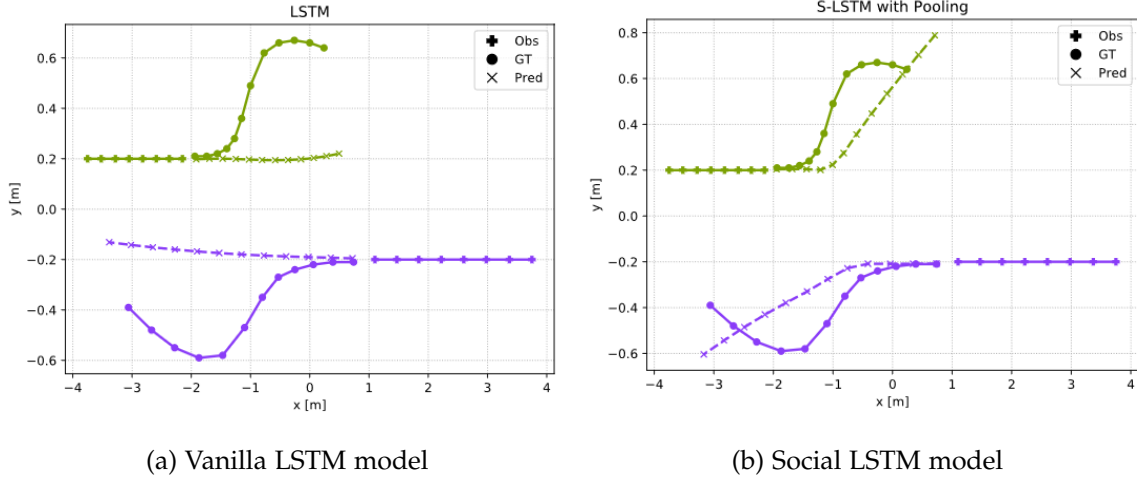 LSTM
Obs
GT
Pred
0.6
0.4
0.2
0.0
−0.2
−0.4
−0.6
y [m]
−4 −3 −2 −1 0 1 2 3 4
x [m]
(a) Vanilla LSTM model
S-LSTM with Pooling
Obs
GT
Pred
0.8
0.6
0.4
0.2
0.0
−0.2
−0.4
−0.6
y [m]
−4 −3 −2 −1 0 1 2 3 4
x [m]
(b) Social LSTM model